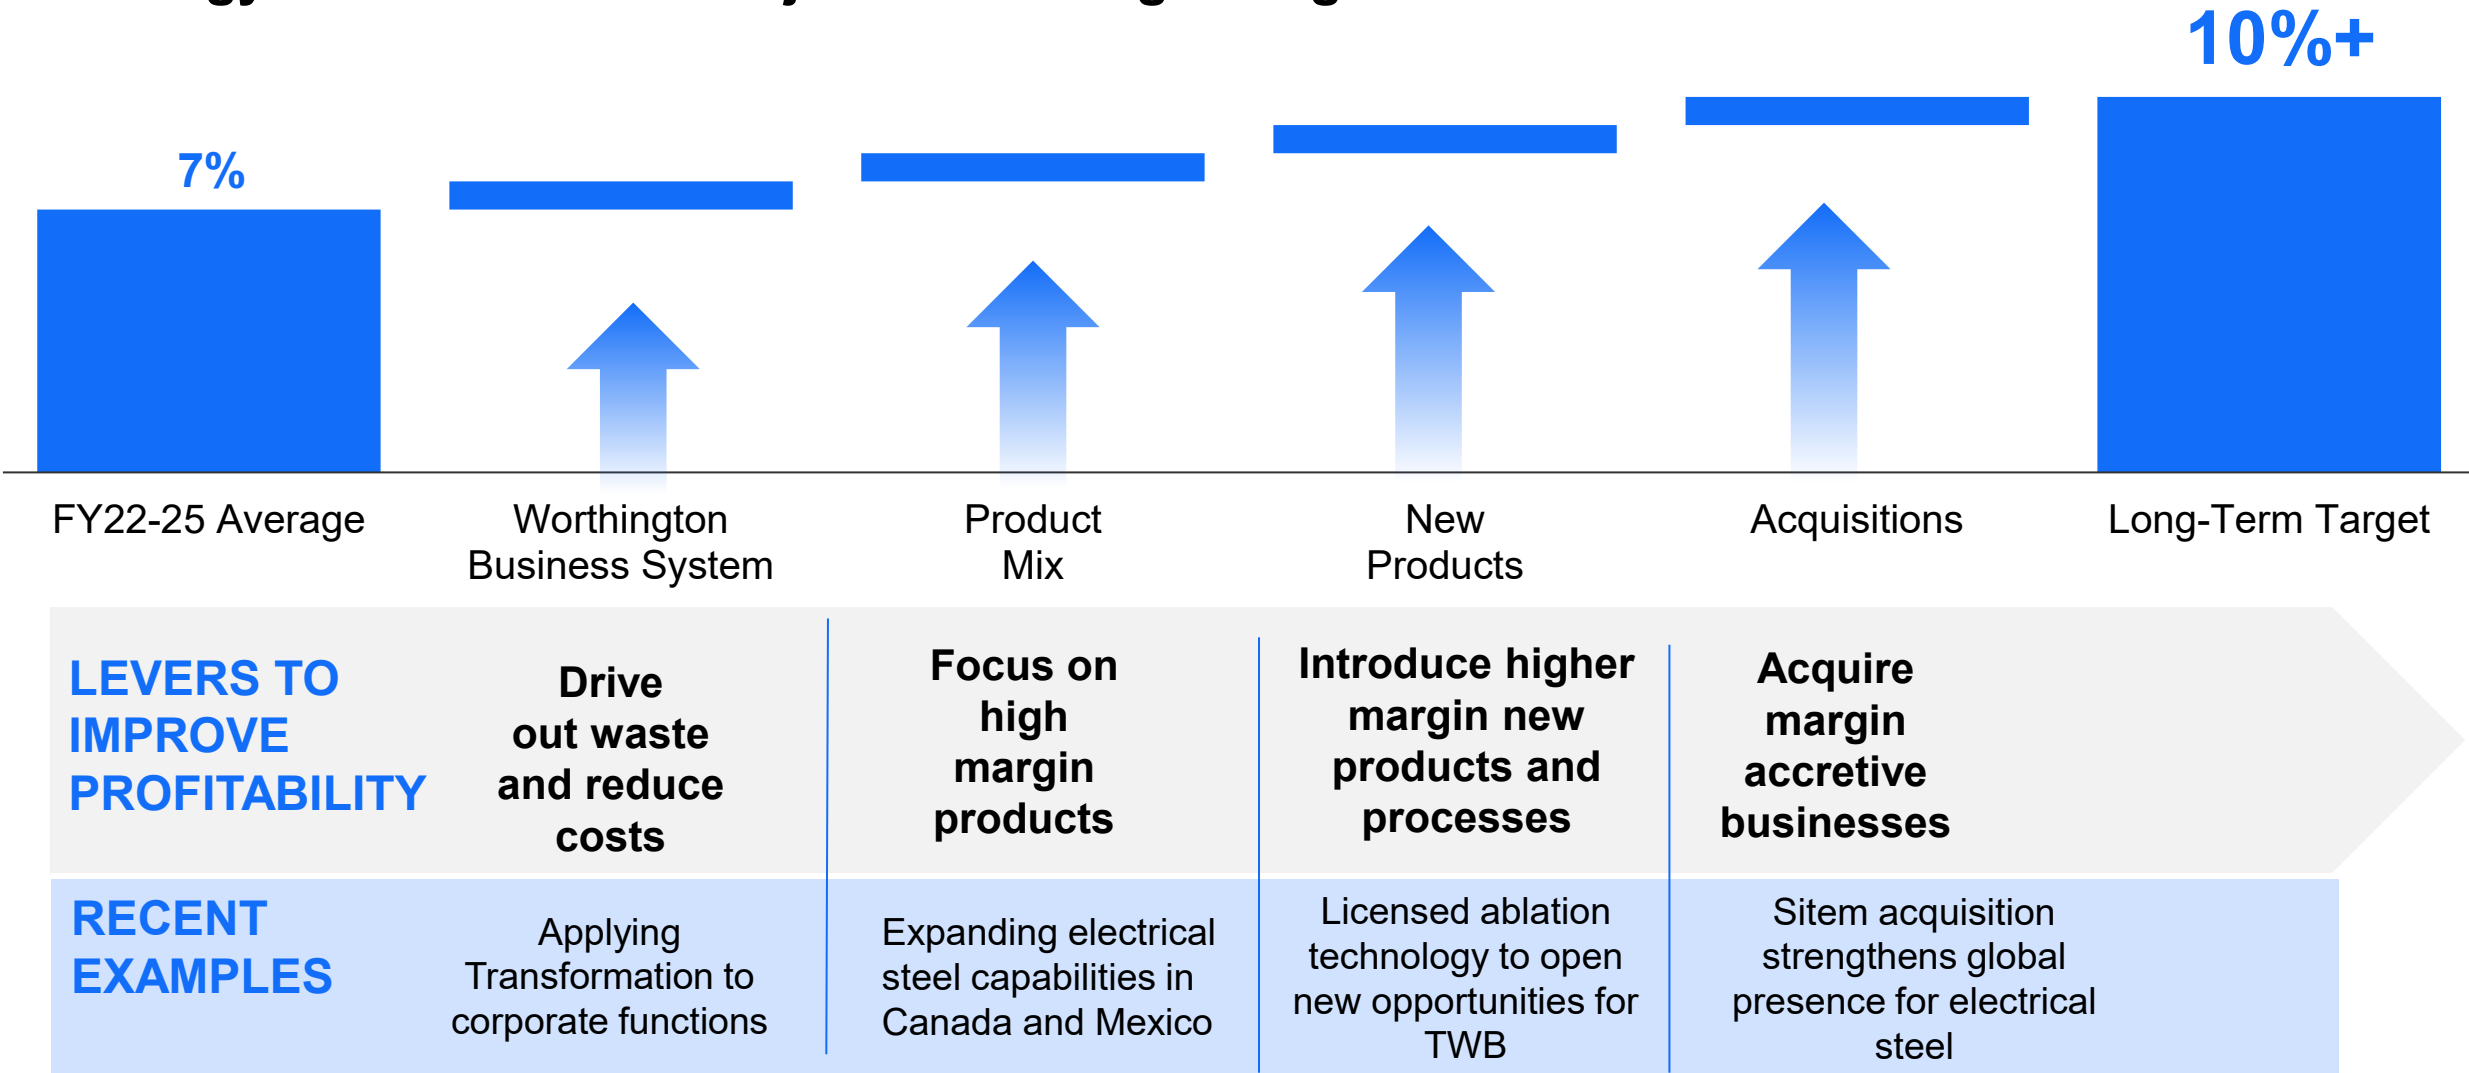 10%+
7%
FY22-25 Average
Worthington
Business System
Product
Mix
New
Products
Acquisitions
Long-Term Target
LEVERS TO
IMPROVE
PROFITABILITY
Drive
out waste
and reduce
costs
Focus on
high
margin
products
Introduce higher
margin new
products and
processes
Acquire
margin
accretive
businesses
RECENT
EXAMPLES
Applying
Transformation to
corporate functions
Expanding electrical
steel capabilities in
Canada and Mexico
Licensed ablation
technology to open
new opportunities for
TWB
Sitem acquisition
strengthens global
presence for electrical
steel